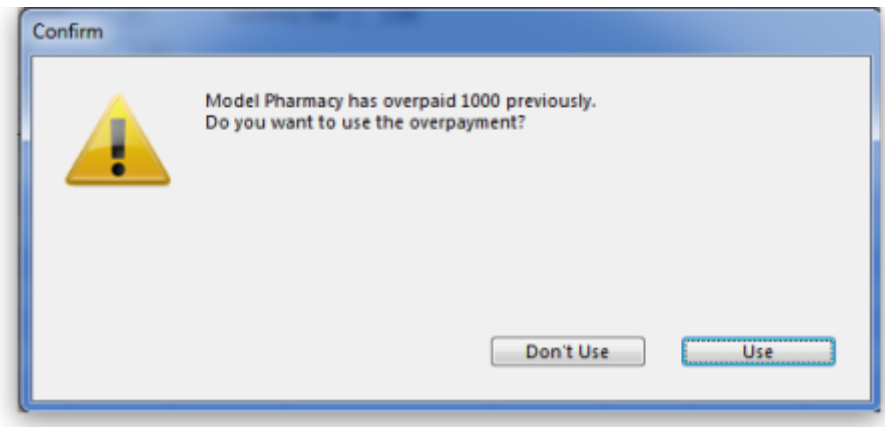 Confirm
Model Pharmacy has overpaid 1000 previously.
Do you want to use the overpayment?
Don't Use
Use